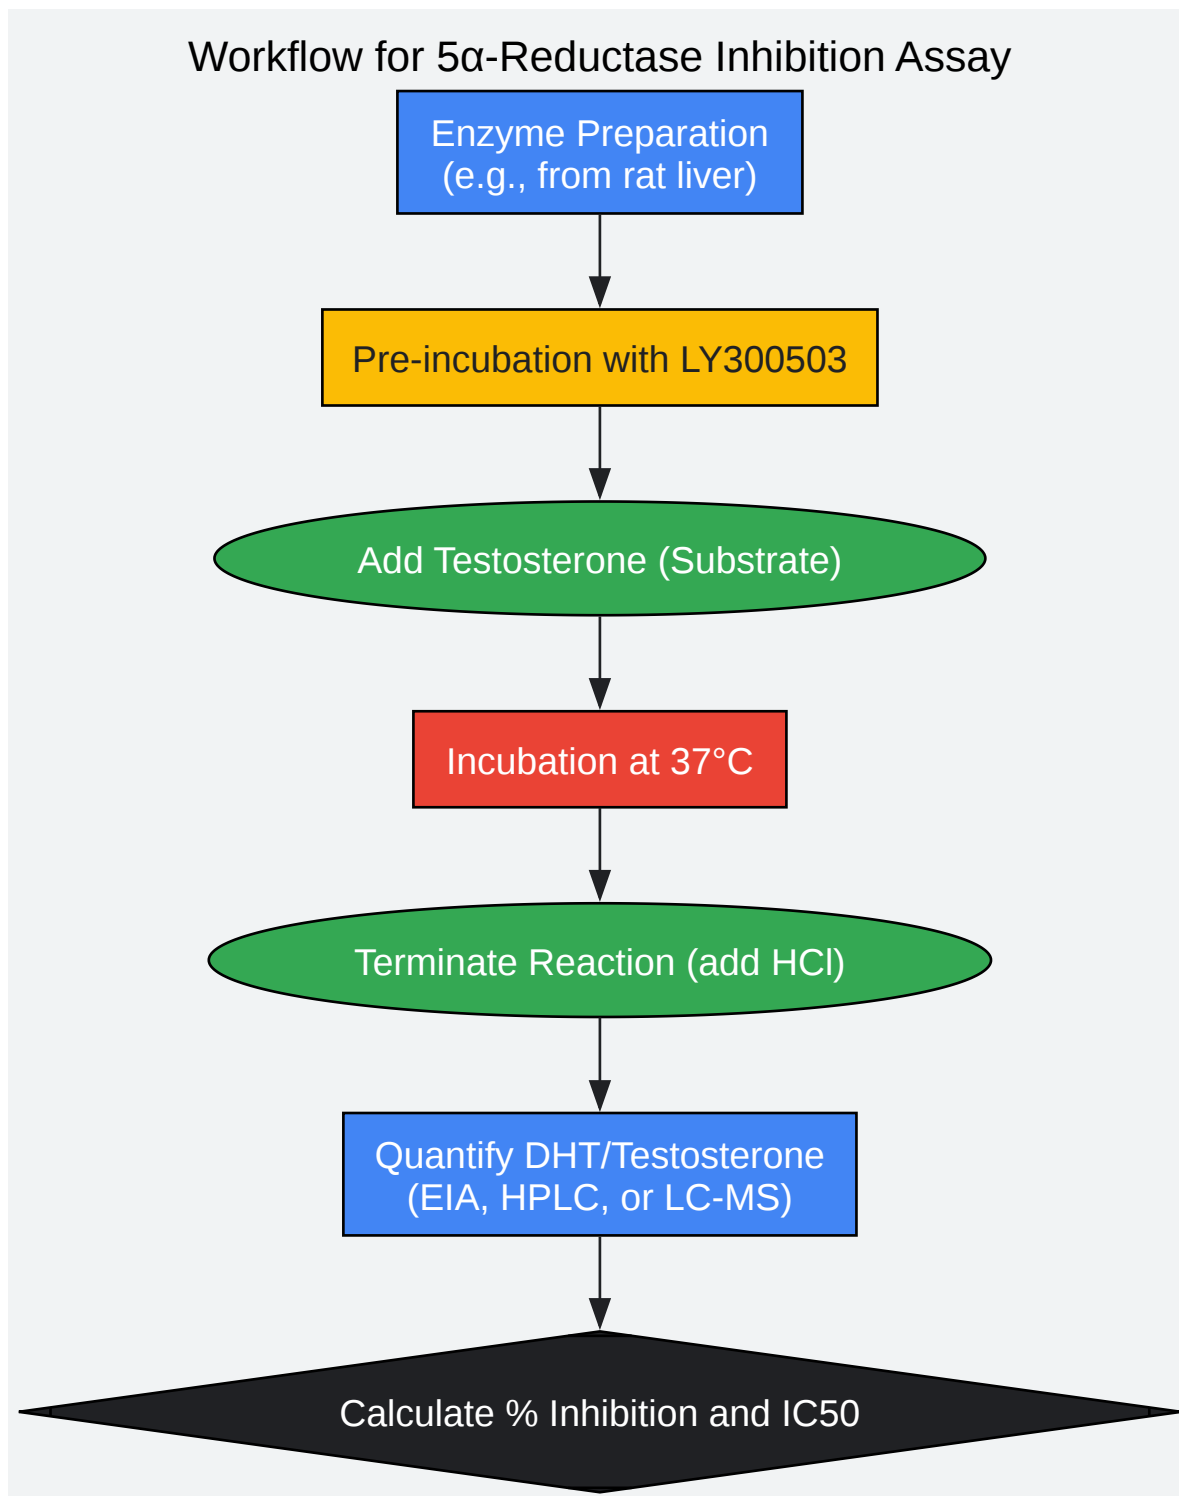 Workflow for 5α-Reductase Inhibition Assay
Enzyme Preparation
(e.g., from rat liver)
Pre-incubation with LY300503
Add Testosterone (Substrate)
Incubation at 37°C
Terminate Reaction (add HCl)
Quantify DHT/Testosterone
(EIA, HPLC, or LC-MS)
Calculate % Inhibition and IC50